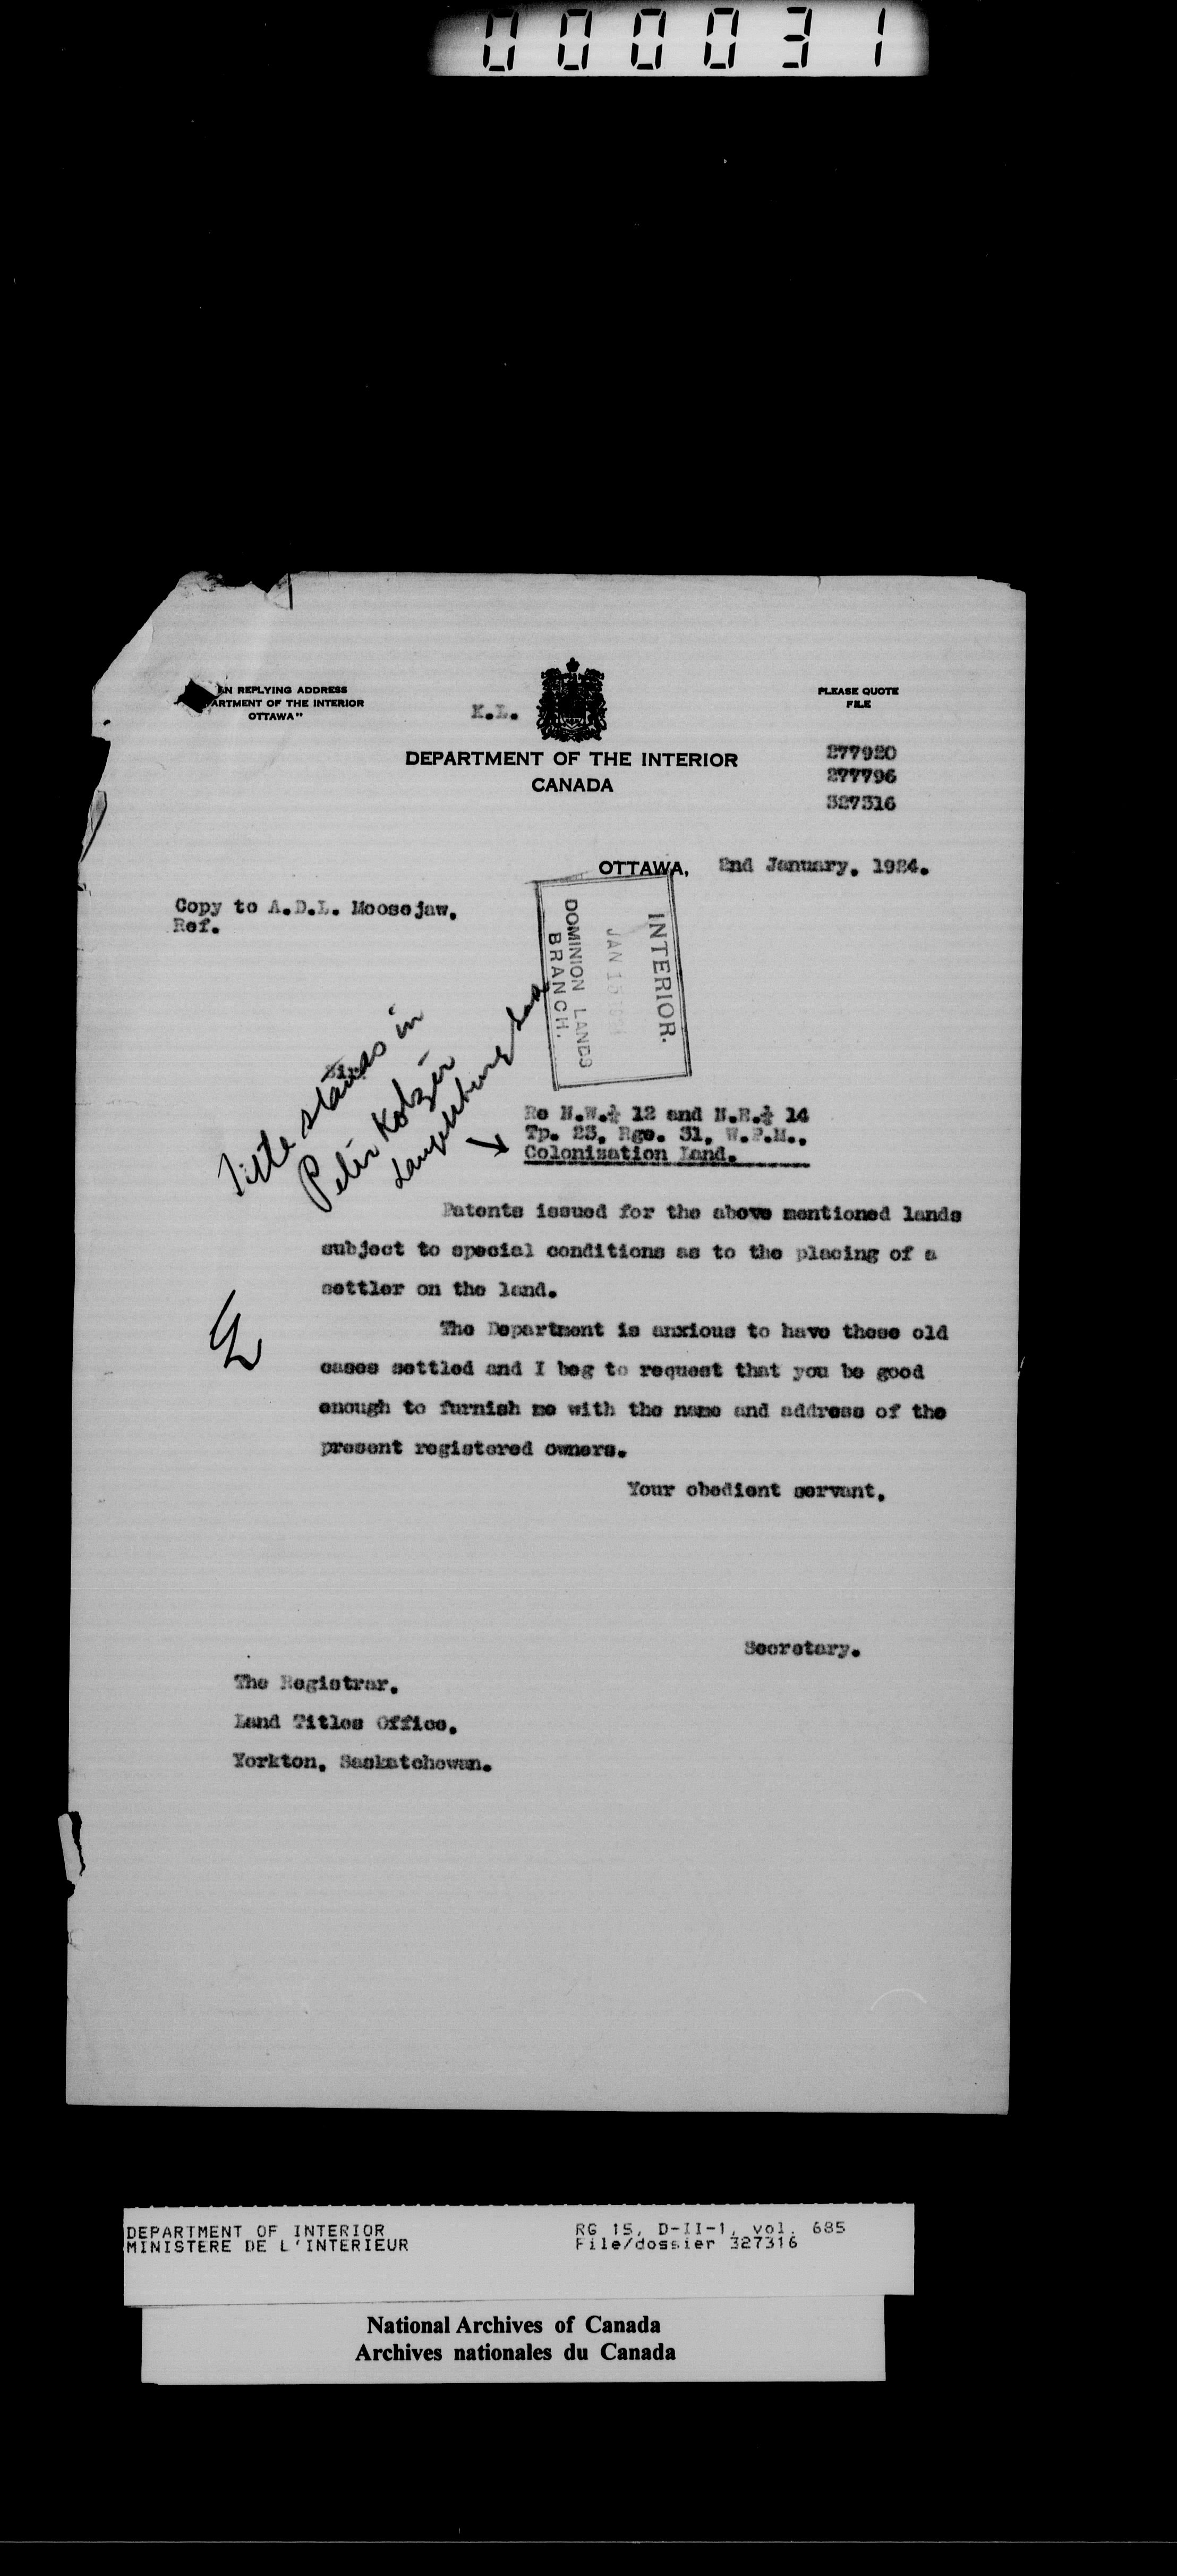 000031
EN REPLYING ADDRESS
ARTMENT OF THE INTERIOR
OTTAWA"
K.L.
PLEASE QUOTE
FILE
DEPARTMENT OF THE INTERIOR
CANADA
277920
277796
327316
OTTAWA, 2nd January, 1924.
Copy to A.D.L. Moosejaw.
Ref.
INTERIOR.
JAN 15 1924
DOMINION LANDS
BRANCH.
Sir:
Title stands in
Peter Kolzer
Langenburg Sask
Re N.W.¼ 12 and N.E.¼ 14
Tp. 23, Rge. 31, W.P.M.,
Colonization Land.
Patents issued for the above mentioned lands
subject to special conditions as to the placing of a
settler on the land.
The Department is anxious to have these old
cases settled and I beg to request that you be good
enough to furnish me with the name and address of the
present registered owners.
Your obedient servant,
Secretary.
The Registrar,
Land Titles Office,
Yorkton, Saskatchewan.
DEPARTMENT OF INTERIOR
MINISTERE DE L'INTERIEUR
RG 15, D-II-1, vol. 685
File/dossier 327316
National Archives of Canada
Archives nationales du Canada